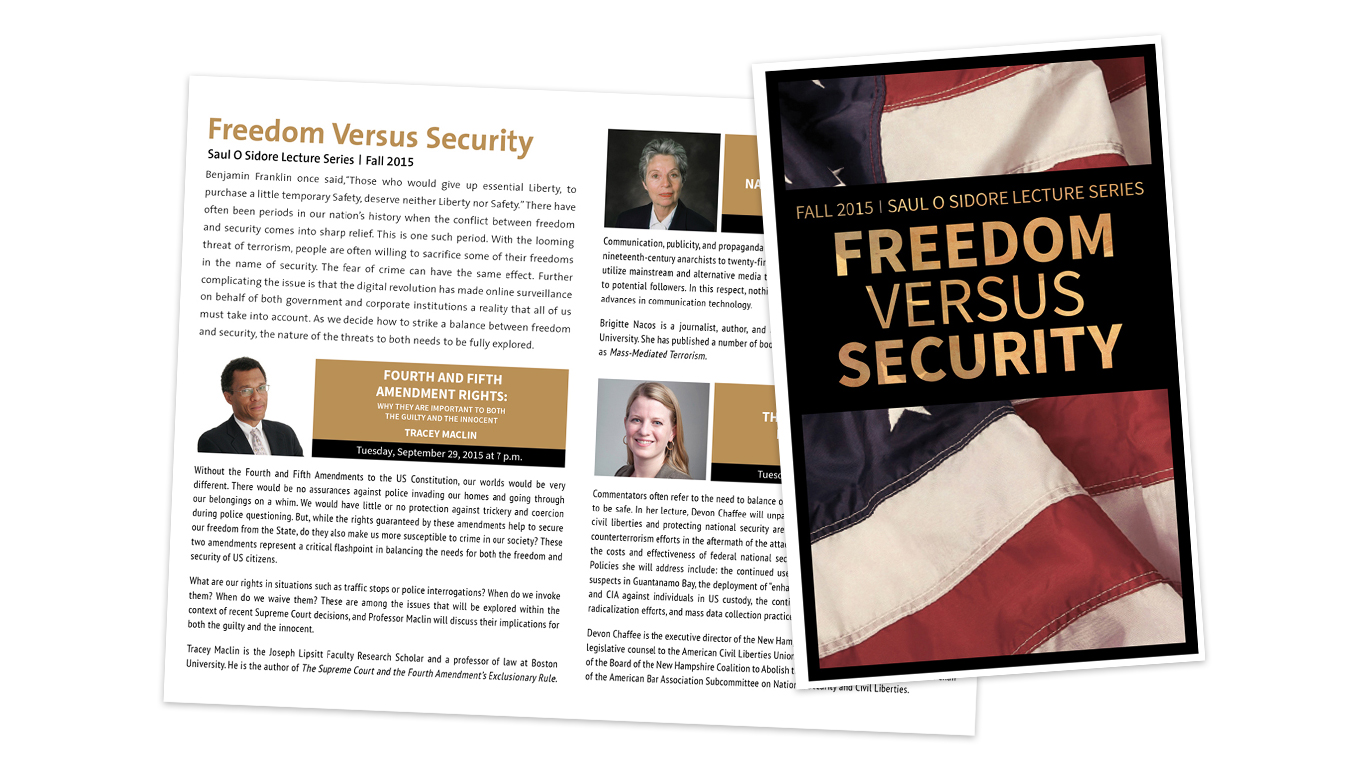 Freedom Versus Security
Saul O Sidore Lecture Series | Fall 2015
Benjamin Franklin once said,"Those who would give up essential Liberty, to
purchase a little temporary Safety, deserve neither Liberty nor Safety." There have
often been periods in our nation's history when the conflict between freedom
and security comes into sharp relief. This is one such period. With the looming
threat of terrorism, people are often willing to sacrifice some of their freedoms
in the name of security. The fear of crime can have the same effect. Further
complicating the issue is that the digital revolution has made online surveillance
on behalf of both government and corporate institutions a reality that all of us
must take into account. As we decide how to strike a balance between freedom
and security, the nature of the threats to both needs to be fully explored.
FOURTH AND FIFTH
AMENDMENT RIGHTS:
WHY THEY ARE IMPORTANT TO BOTH
THE GUILTY AND THE INNOCENT
TRACEY MACLIN
Tuesday, September 29, 2015 at 7 p.m.
Without the Fourth and Fifth Amendments to the US Constitution, our worlds would be very
different. There would be no assurances against police invading our homes and going through
our belongings on a whim. We would have little or no protection against trickery and coercion
during police questioning. But, while the rights guaranteed by these amendments help to secure
our freedom from the State, do they also make us more susceptible to crime in our society? These
two amendments represent a critical flashpoint in balancing the needs for both the freedom and
security of US citizens.
What are our rights in situations such as traffic stops or police interrogations? When do we invoke
them? When do we waive them? These are among the issues that will be explored within the
context of recent Supreme Court decisions, and Professor Maclin will discuss their implications for
both the guilty and the innocent.
Tracey Maclin is the Joseph Lipsitt Faculty Research Scholar and a professor of law at Boston
University. He is the author of The Supreme Court and the Fourth Amendment's Exclusionary Rule.
NA
Communication, publicity, and propaganda
nineteenth-century anarchists to twenty-fir
utilize mainstream and alternative media t
to potential followers. In this respect, nothi
advances in communication technology.
Brigitte Nacos is a journalist, author, and
University. She has published a number of boo
as Mass-Mediated Terrorism.
TH
Tuesd
Commentators often refer to the need to balance o
to be safe. In her lecture, Devon Chaffee will unpa
civil liberties and protecting national security are
counterterrorism efforts in the aftermath of the atta
the costs and effectiveness of federal national sec
Policies she will address include: the continued use
suspects in Guantanamo Bay, the deployment of "enha
and CIA against individuals in US custody, the conti
radicalization efforts, and mass data collection practice
Devon Chaffee is the executive director of the New Ham
legislative counsel to the American Civil Liberties Union
of the Board of the New Hampshire Coalition to Abolish t
of the American Bar Association Subcommittee on Nation Security and Civil Liberties.
FALL 2015 | SAUL O SIDORE LECTURE SERIES
FREEDOM
VERSUS
SECURITY